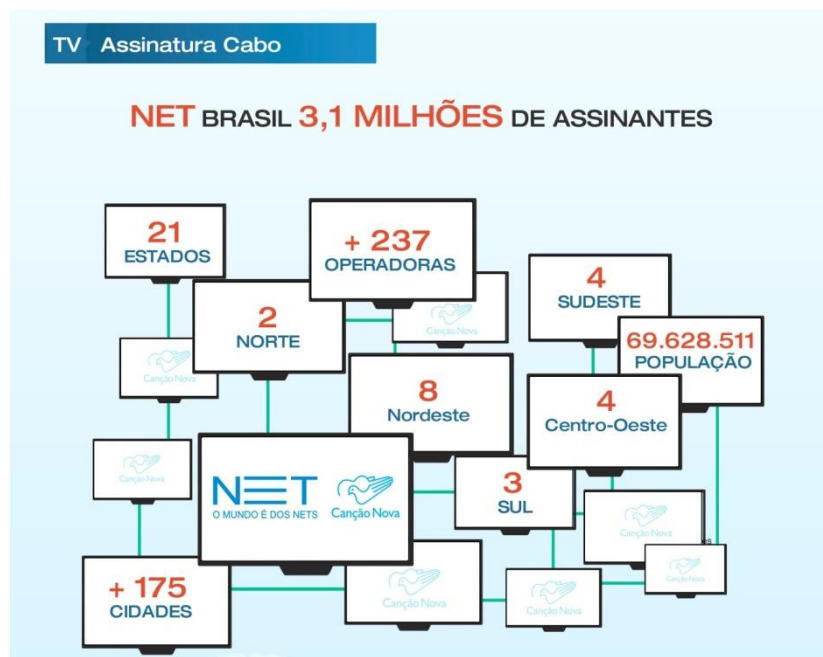 TV Assinatura Cabo
NET BRASIL 3,1 MILHÕES DE ASSINANTES
21
ESTADOS
+ 237
OPERADORAS
4
SUDESTE
2
NORTE
Canção Nova
69.628.511
POPULAÇÃO
Canção Nova
8
Nordeste
4
Centro-Oeste
Canção Nova
NET
O MUNDO É DOS NETS
Canção Nova
3
SUL
Canção Nova
Canção Nova
+ 175
CIDADES
Canção Nova
Canção Nova